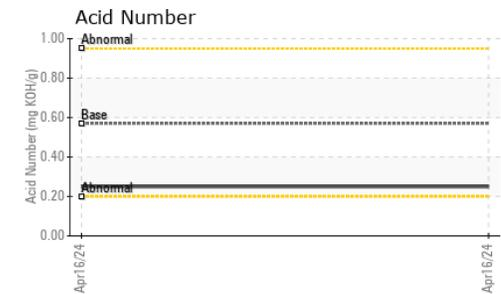 Acid Number
1.00
Abnormal
0.80
Base
0.60
0.40
Abnormal
0.20
0.00
Acid Number (mg KOH/g)
Apr16/24
Apr16/24